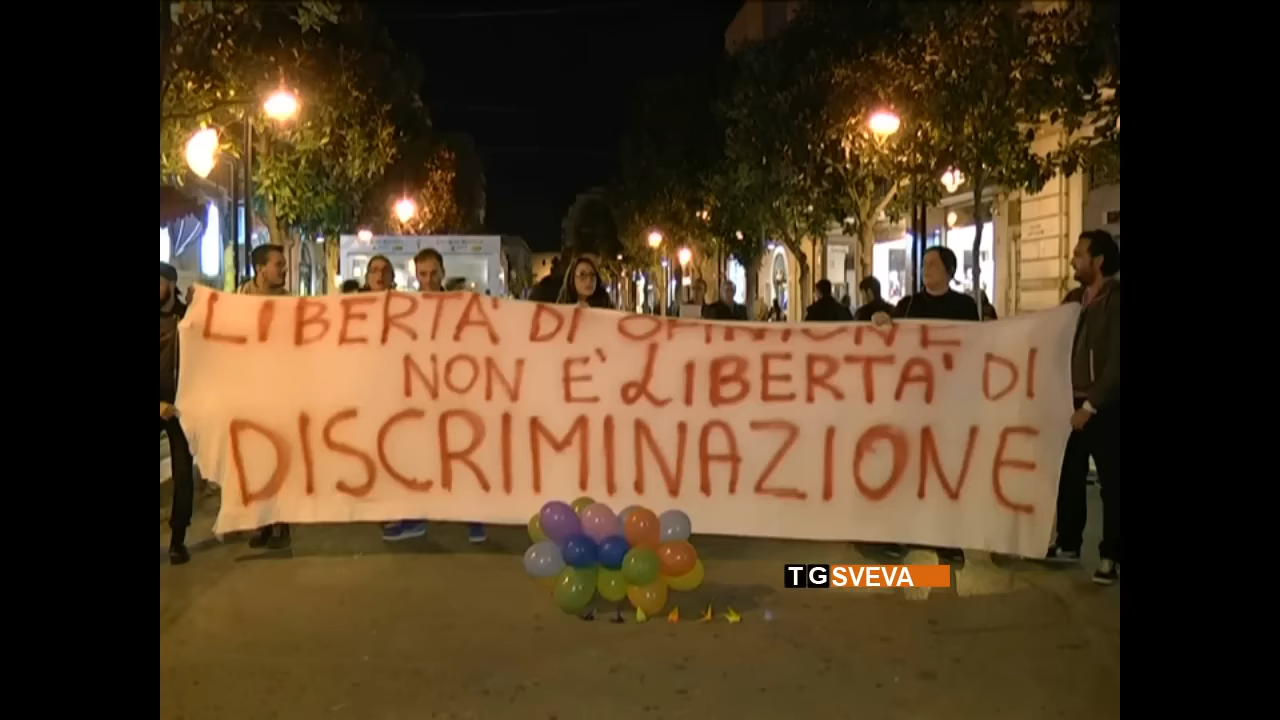 LIBERTA' DI OPINIONE
NON E' LIBERTA' DI
DISCRIMINAZIONE
TGSVEVA